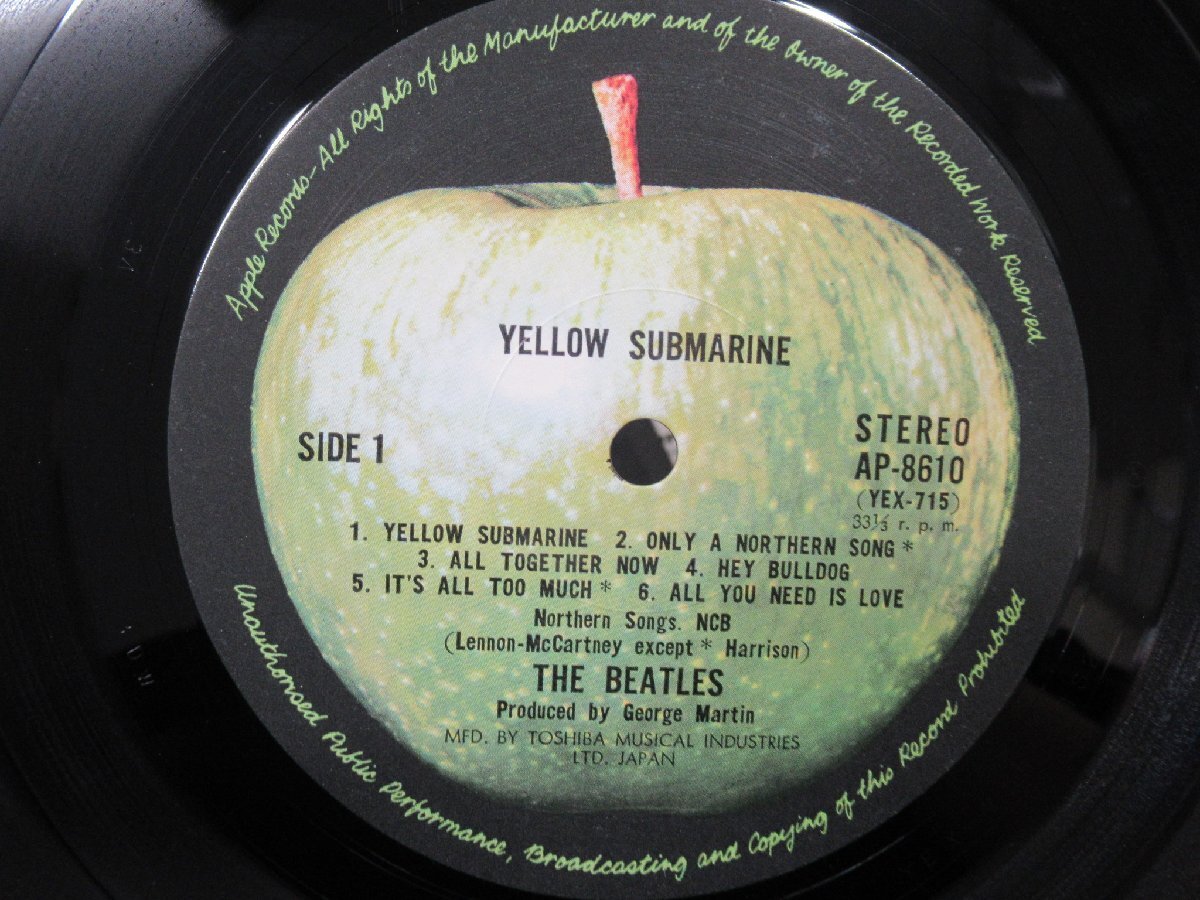 Apple Records - All Rights of the Manufacturer and of the Owner of the Recorded Work Reserved
YELLOW SUBMARINE
SIDE 1
STEREO
AP-8610
(YEX-715)
33⅓ r. p. m.
1. YELLOW SUBMARINE 2. ONLY A NORTHERN SONG *
3. ALL TOGETHER NOW 4. HEY BULLDOG
5. IT'S ALL TOO MUCH * 6. ALL YOU NEED IS LOVE
Northern Songs. NCB
(Lennon-McCartney except * Harrison)
THE BEATLES
Produced by George Martin
MFD. BY TOSHIBA MUSICAL INDUSTRIES
LTD. JAPAN
Unauthorised Public Performance, Broadcasting and Copying of this Record Prohibited